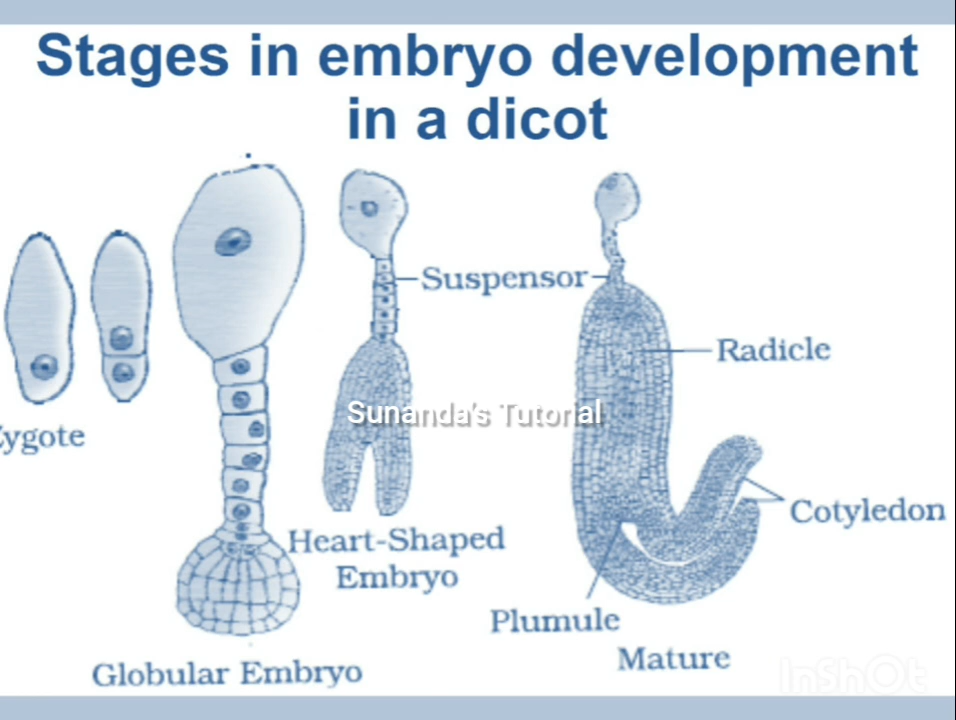 Stages in embryo development
in a dicot
Suspensor
Radicle
Sunanda's Tutorial
Zygote
Cotyledon
Heart-Shaped
Embryo
Plumule
Mature
Globular Embryo
InShOt